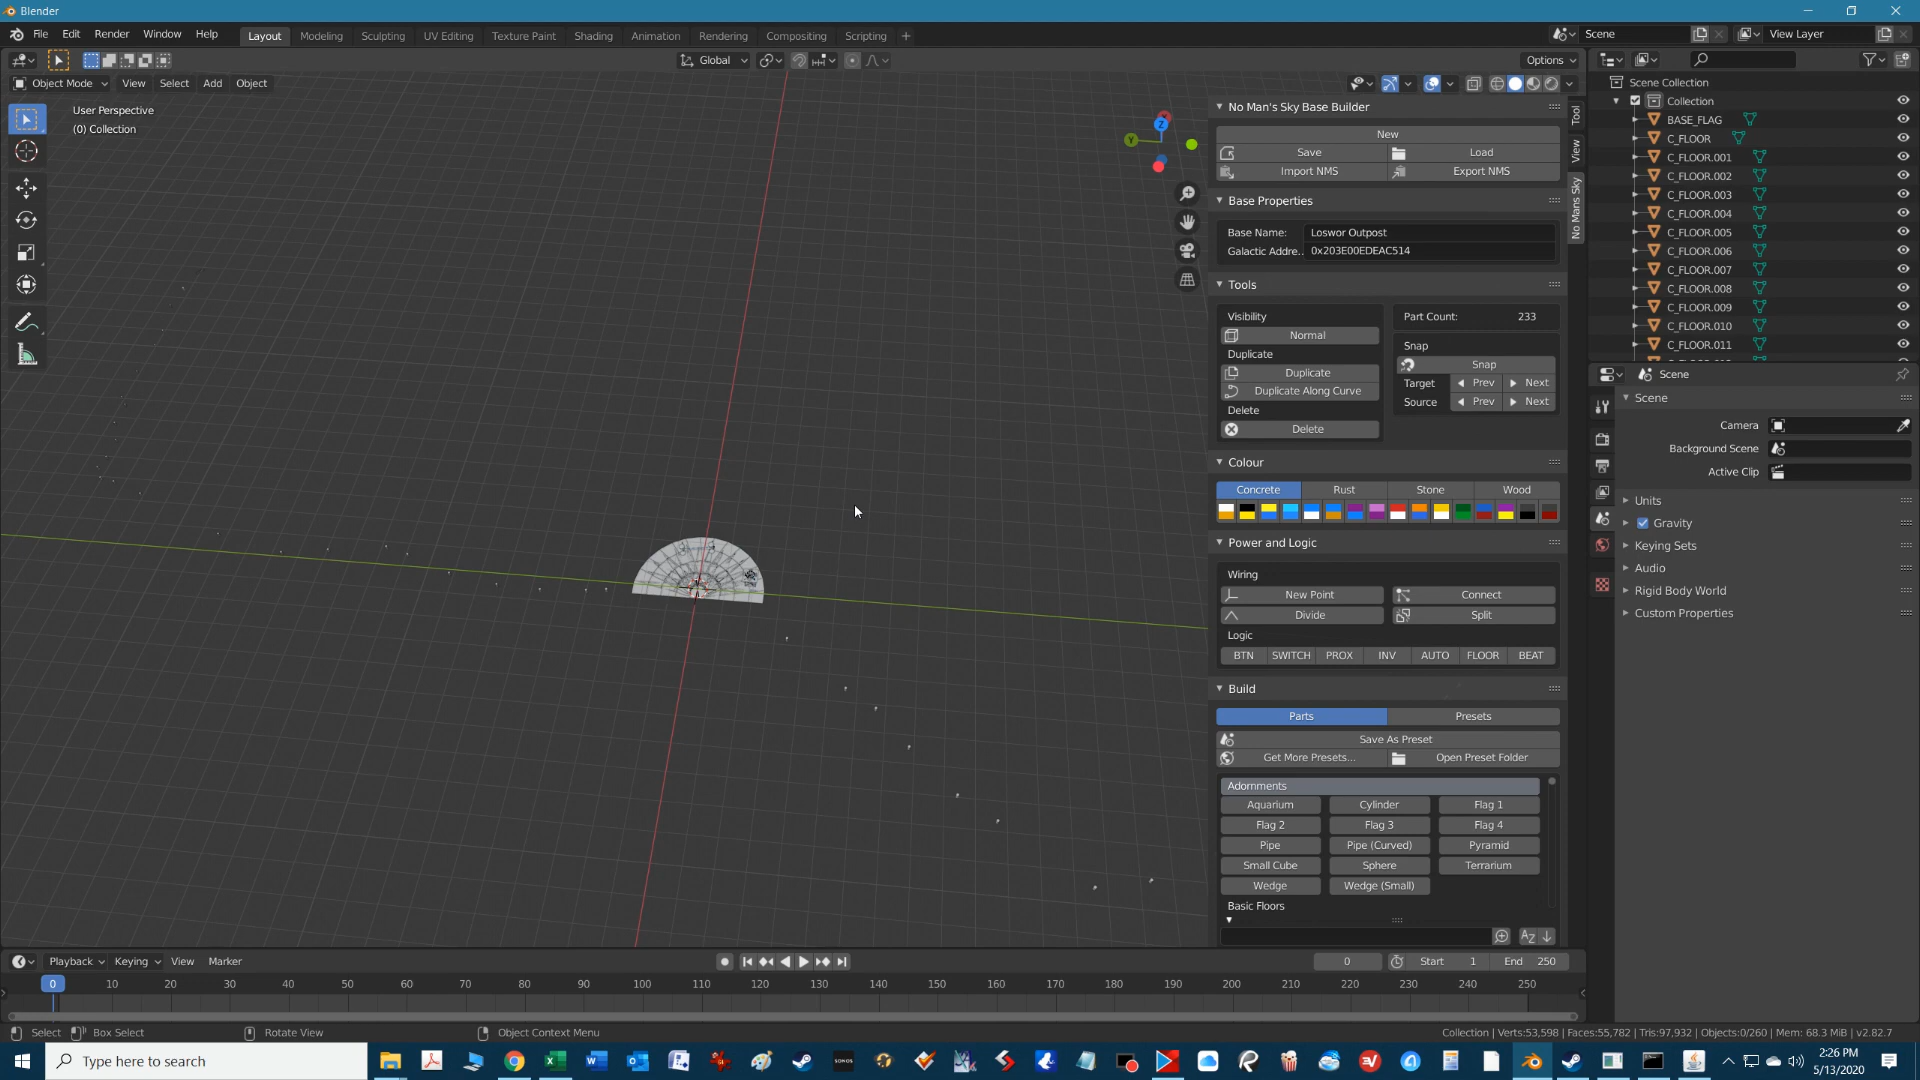 Blender
File Edit Render Window Help Layout Modeling Sculpting UV Editing Texture Paint Shading Animation Rendering Compositing Scripting + Scene View Layer
Global Options
Object Mode View Select Add Object
User Perspective
(0) Collection
Z
Y
No Man's Sky Base Builder
New
Save Load
Import NMS Export NMS
Base Properties
Base Name: Loswor Outpost
Galactic Addre.. 0x203E00EDEAC514
Tools
Visibility Part Count: 233
Normal
Snap
Duplicate
Snap
Duplicate
Target Prev Next
Duplicate Along Curve
Source Prev Next
Delete
Delete
Colour
Concrete Rust Stone Wood
Power and Logic
Wiring
New Point Connect
Divide Split
Logic
BTN SWITCH PROX INV AUTO FLOOR BEAT
Build
Parts Presets
Save As Preset
Get More Presets... Open Preset Folder
Adornments
Aquarium Cylinder Flag 1
Flag 2 Flag 3 Flag 4
Pipe Pipe (Curved) Pyramid
Small Cube Sphere Terrarium
Wedge Wedge (Small)
Basic Floors
Tool
View
No Mans Sky
Scene Collection
Collection
BASE_FLAG
C_FLOOR
C_FLOOR.001
C_FLOOR.002
C_FLOOR.003
C_FLOOR.004
C_FLOOR.005
C_FLOOR.006
C_FLOOR.007
C_FLOOR.008
C_FLOOR.009
C_FLOOR.010
C_FLOOR.011
Scene
Scene
Camera
Background Scene
Active Clip
Units
Gravity
Keying Sets
Audio
Rigid Body World
Custom Properties
Playback Keying View Marker 0 Start 1 End 250
0 10 20 30 40 50 60 70 80 90 100 110 120 130 140 150 160 170 180 190 200 210 220 230 240 250
Select Box Select Rotate View Object Context Menu Collection | Verts:53,598 | Faces:55,782 | Tris:97,932 | Objects:0/260 | Mem: 68.3 MiB | v2.82.7
Type here to search
SONOS
2:26 PM
5/13/2020